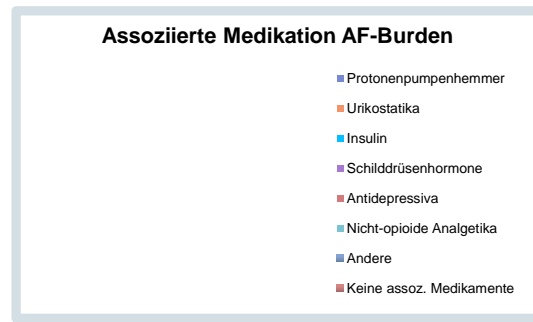 Assoziierte Medikation AF-Burden
Protonenpumpenhemmer
Urikostatika
Insulin
Schilddrüsenhormone
Antidepressiva
Nicht-opioide Analgetika
Andere
Keine assoz. Medikamente